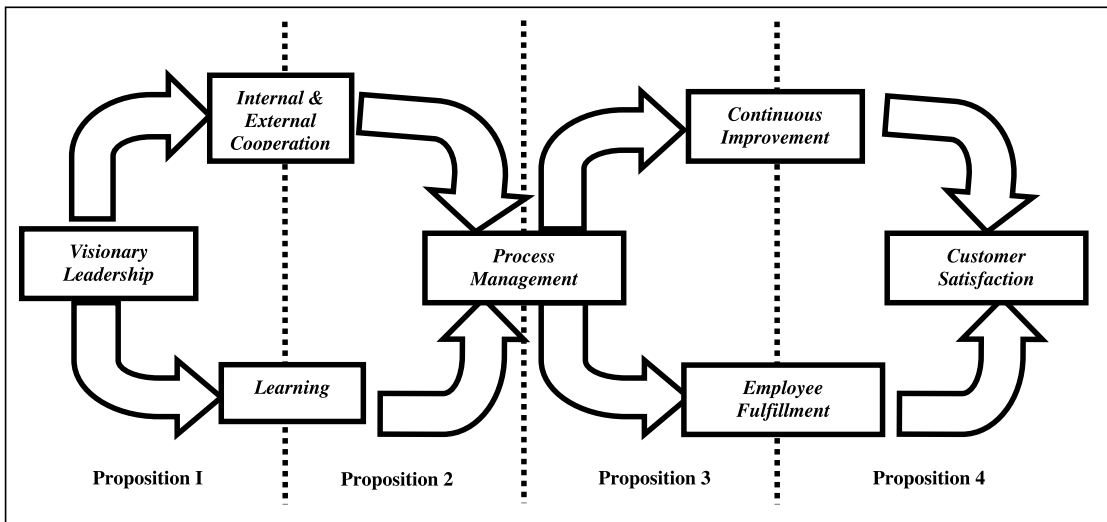 Internal &
External
Cooperation
Continuous
Improvement
Visionary
Leadership
Process
Management
Customer
Satisfaction
Learning
Employee
Fulfillment
Proposition I
Proposition 2
Proposition 3
Proposition 4